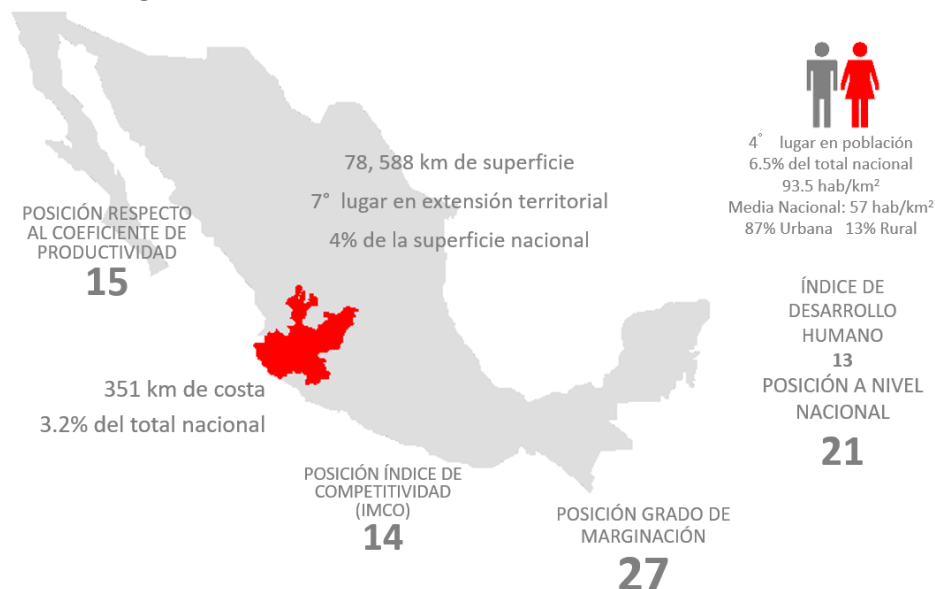 4° lugar en población
6.5% del total nacional
93.5 hab/km²
Media Nacional: 57 hab/km²
87% Urbana 13% Rural
78, 588 km de superficie
7° lugar en extensión territorial
4% de la superficie nacional
POSICIÓN RESPECTO
AL COEFICIENTE DE
PRODUCTIVIDAD
15
ÍNDICE DE
DESARROLLO
HUMANO
13
POSICIÓN A NIVEL
NACIONAL
21
351 km de costa
3.2% del total nacional
POSICIÓN ÍNDICE DE
COMPETITIVIDAD
(IMCO)
14
POSICIÓN GRADO DE
MARGINACIÓN
27